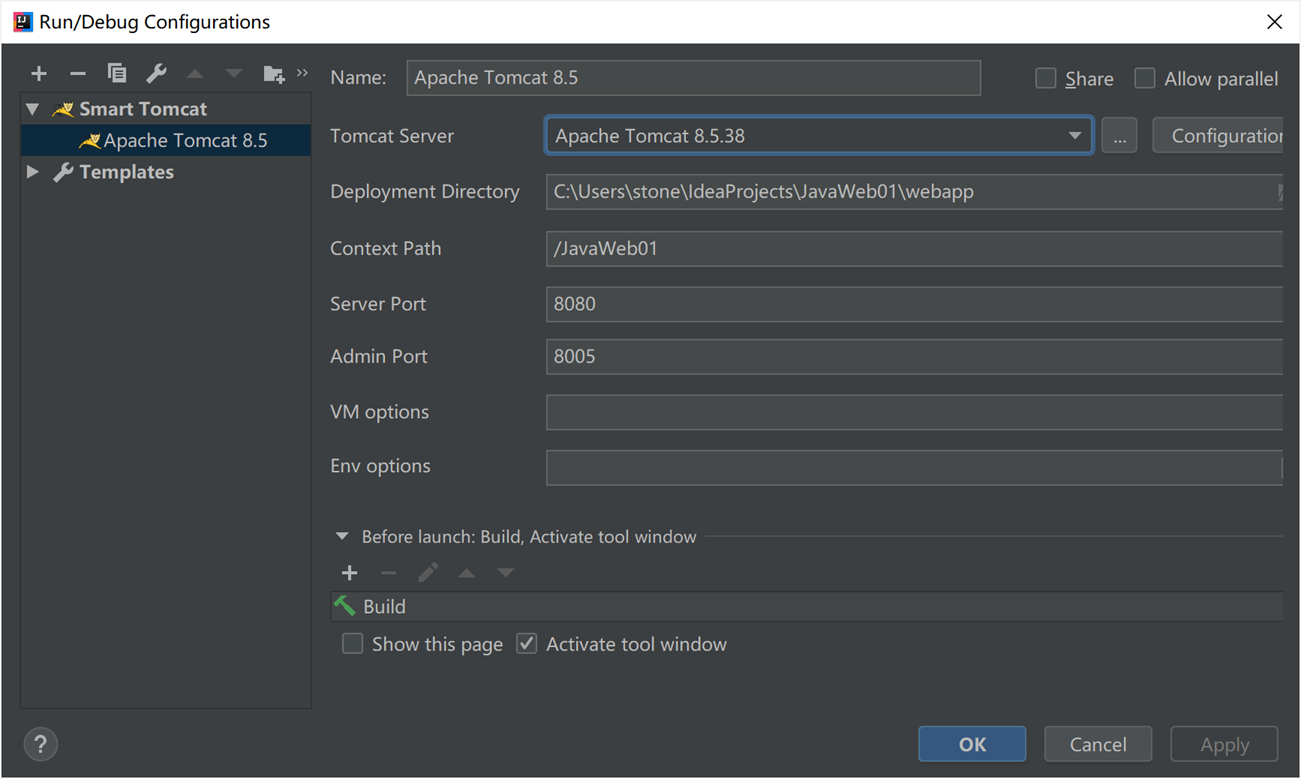 Run/Debug Configurations
Name: Apache Tomcat 8.5 Share Allow parallel
Smart Tomcat
Apache Tomcat 8.5
Templates
Tomcat Server Apache Tomcat 8.5.38 ... Configuration
Deployment Directory C:\Users\stone\IdeaProjects\JavaWeb01\webapp
Context Path /JavaWeb01
Server Port 8080
Admin Port 8005
VM options
Env options
Before launch: Build, Activate tool window
Build
Show this page Activate tool window
? OK Cancel Apply